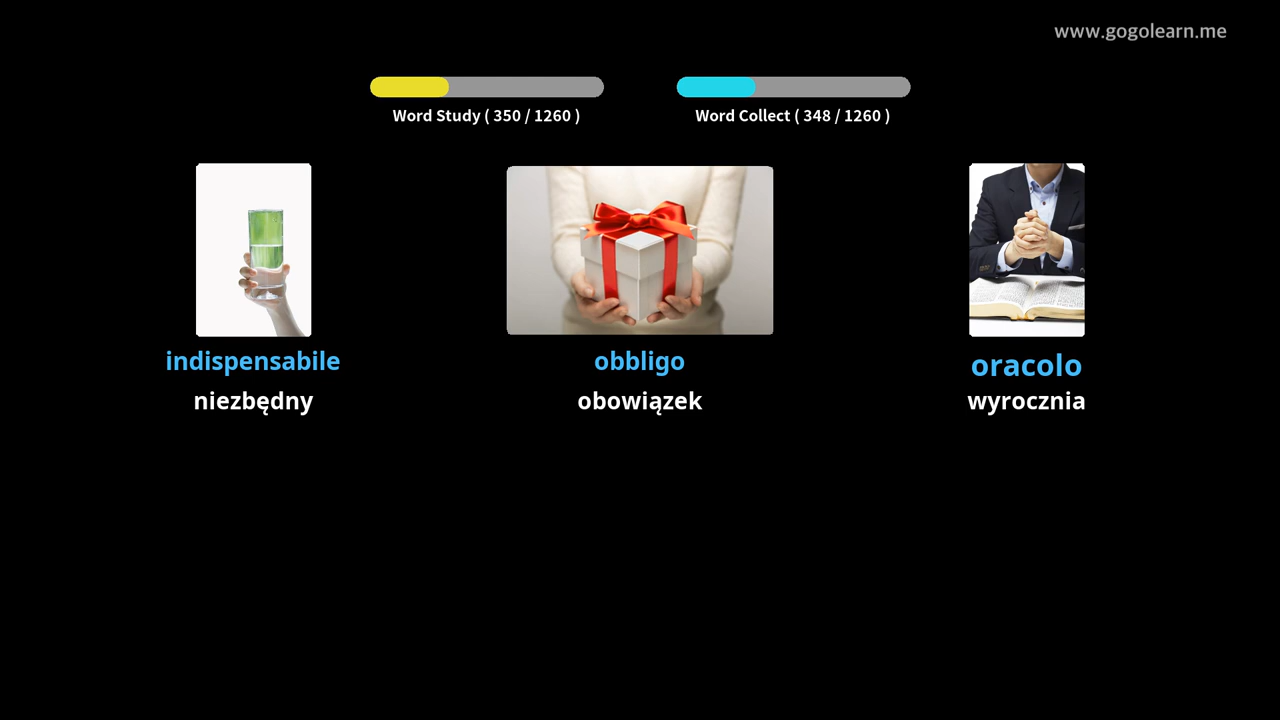 www.gogolearn.me
Word Study ( 350 / 1260 )
Word Collect ( 348 / 1260 )
indispensabile
niezbędny
obbligo
obowiązek
oracolo
wyrocznia